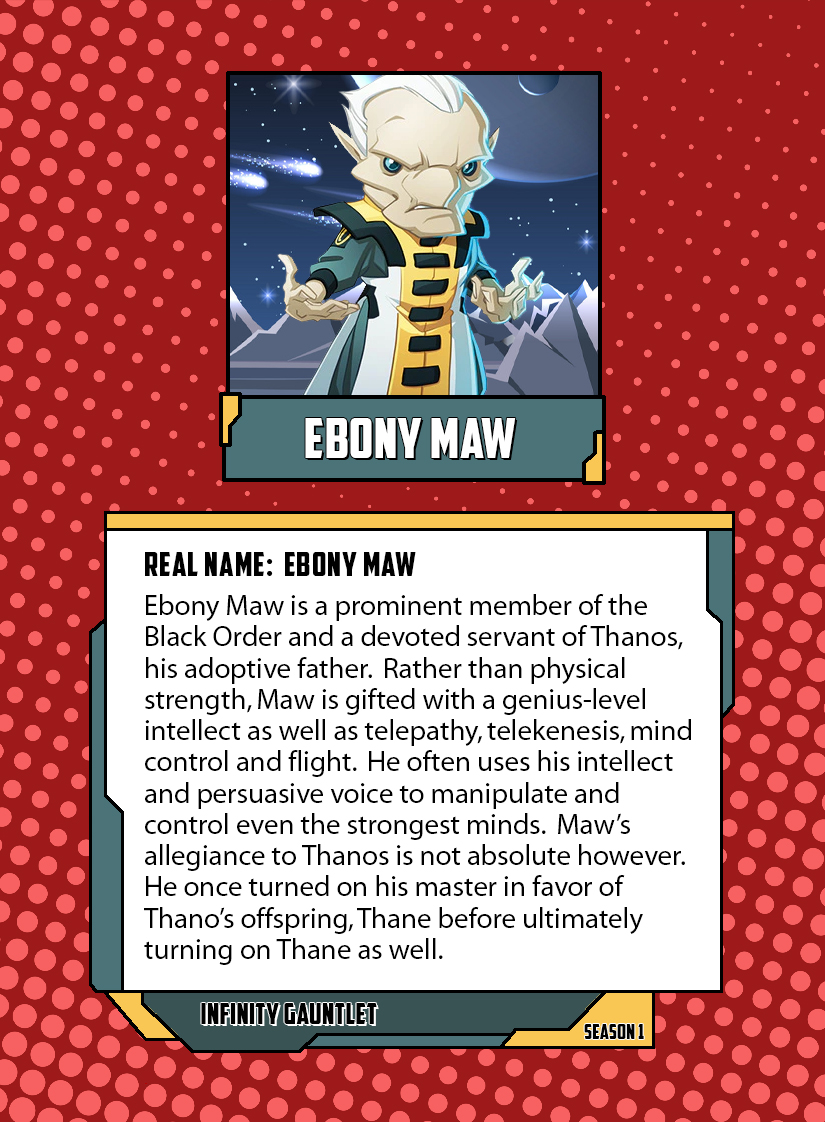 EBONY MAW
REAL NAME: EBONY MAW
Ebony Maw is a prominent member of the
Black Order and a devoted servant of Thanos,
his adoptive father. Rather than physical
strength, Maw is gifted with a genius-level
intellect as well as telepathy, telekenesis, mind
control and flight. He often uses his intellect
and persuasive voice to manipulate and
control even the strongest minds. Maw's
allegiance to Thanos is not absolute however.
He once turned on his master in favor of
Thano's offspring, Thane before ultimately
turning on Thane as well.
INFINITY GAUNTLET
SEASON 1